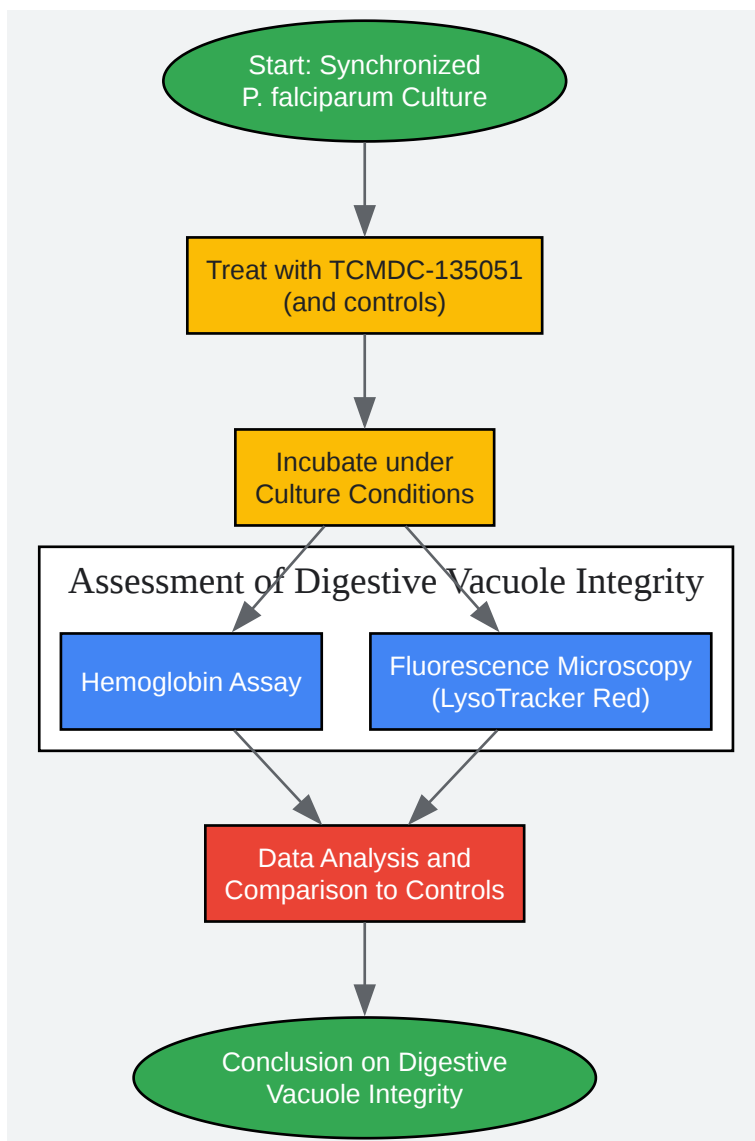 Start: Synchronized
P. falciparum Culture
Treat with TCMDC-135051
(and controls)
Incubate under
Culture Conditions
Assessment of Digestive Vacuole Integrity
Hemoglobin Assay
Fluorescence Microscopy
(LysoTracker Red)
Data Analysis and
Comparison to Controls
Conclusion on Digestive
Vacuole Integrity